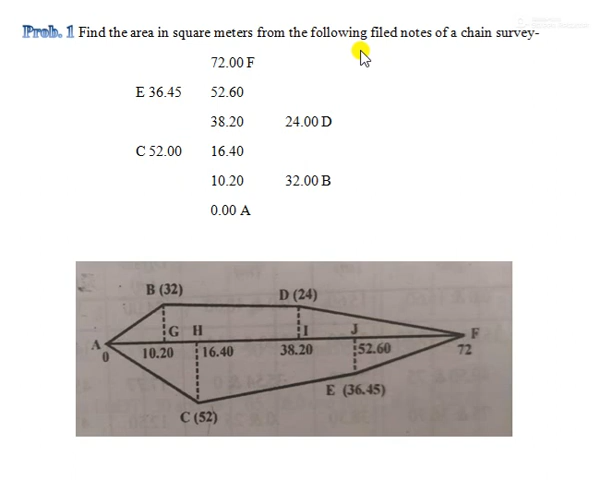 Prob. 1 Find the area in square meters from the following filed notes of a chain survey-
72.00 F
E 36.45 52.60
38.20 24.00 D
C 52.00 16.40
10.20 32.00 B
0.00 A
B (32) D (24)
A G H I J F
0 10.20 16.40 38.20 52.60 72
E (36.45)
C (52)